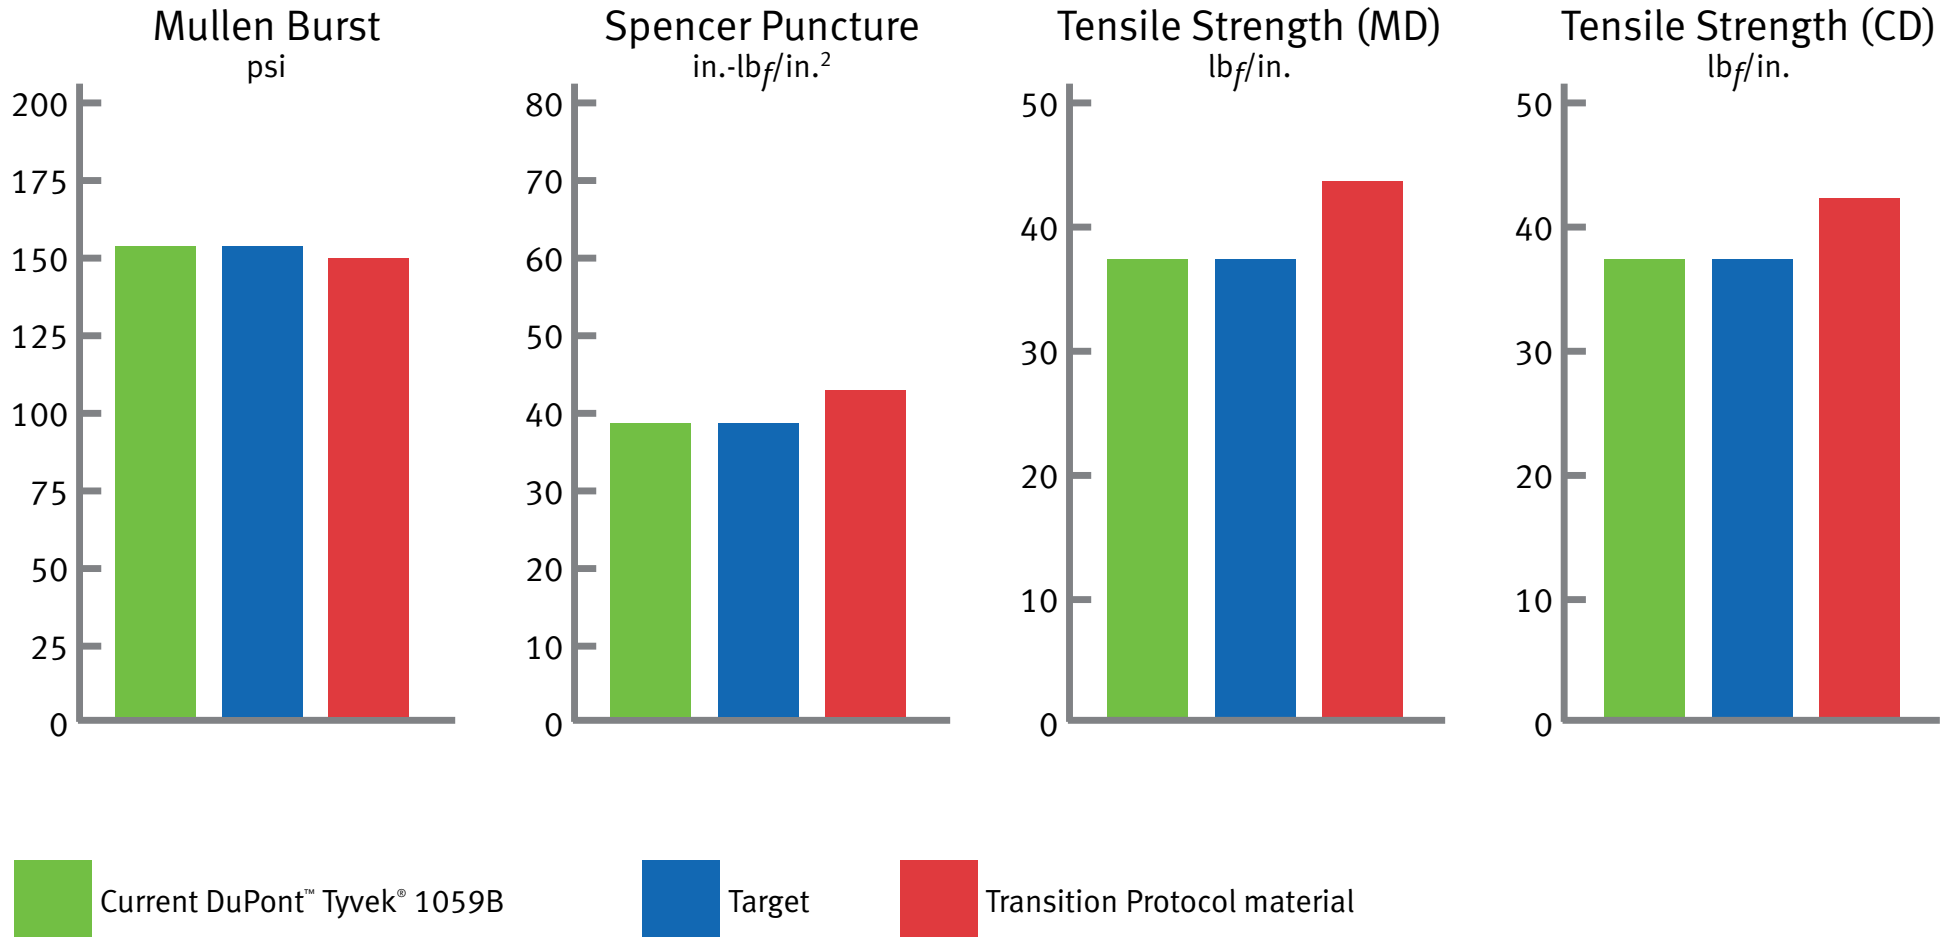 Mullen Burst
psi
200
175
150
125
100
75
50
25
0
Spencer Puncture
in.-lbf/in.²
80
70
60
50
40
30
20
10
0
Tensile Strength (MD)
lbf/in.
50
40
30
20
10
0
Tensile Strength (CD)
lbf/in.
50
40
30
20
10
0
Current DuPont™ Tyvek® 1059B
Target
Transition Protocol material